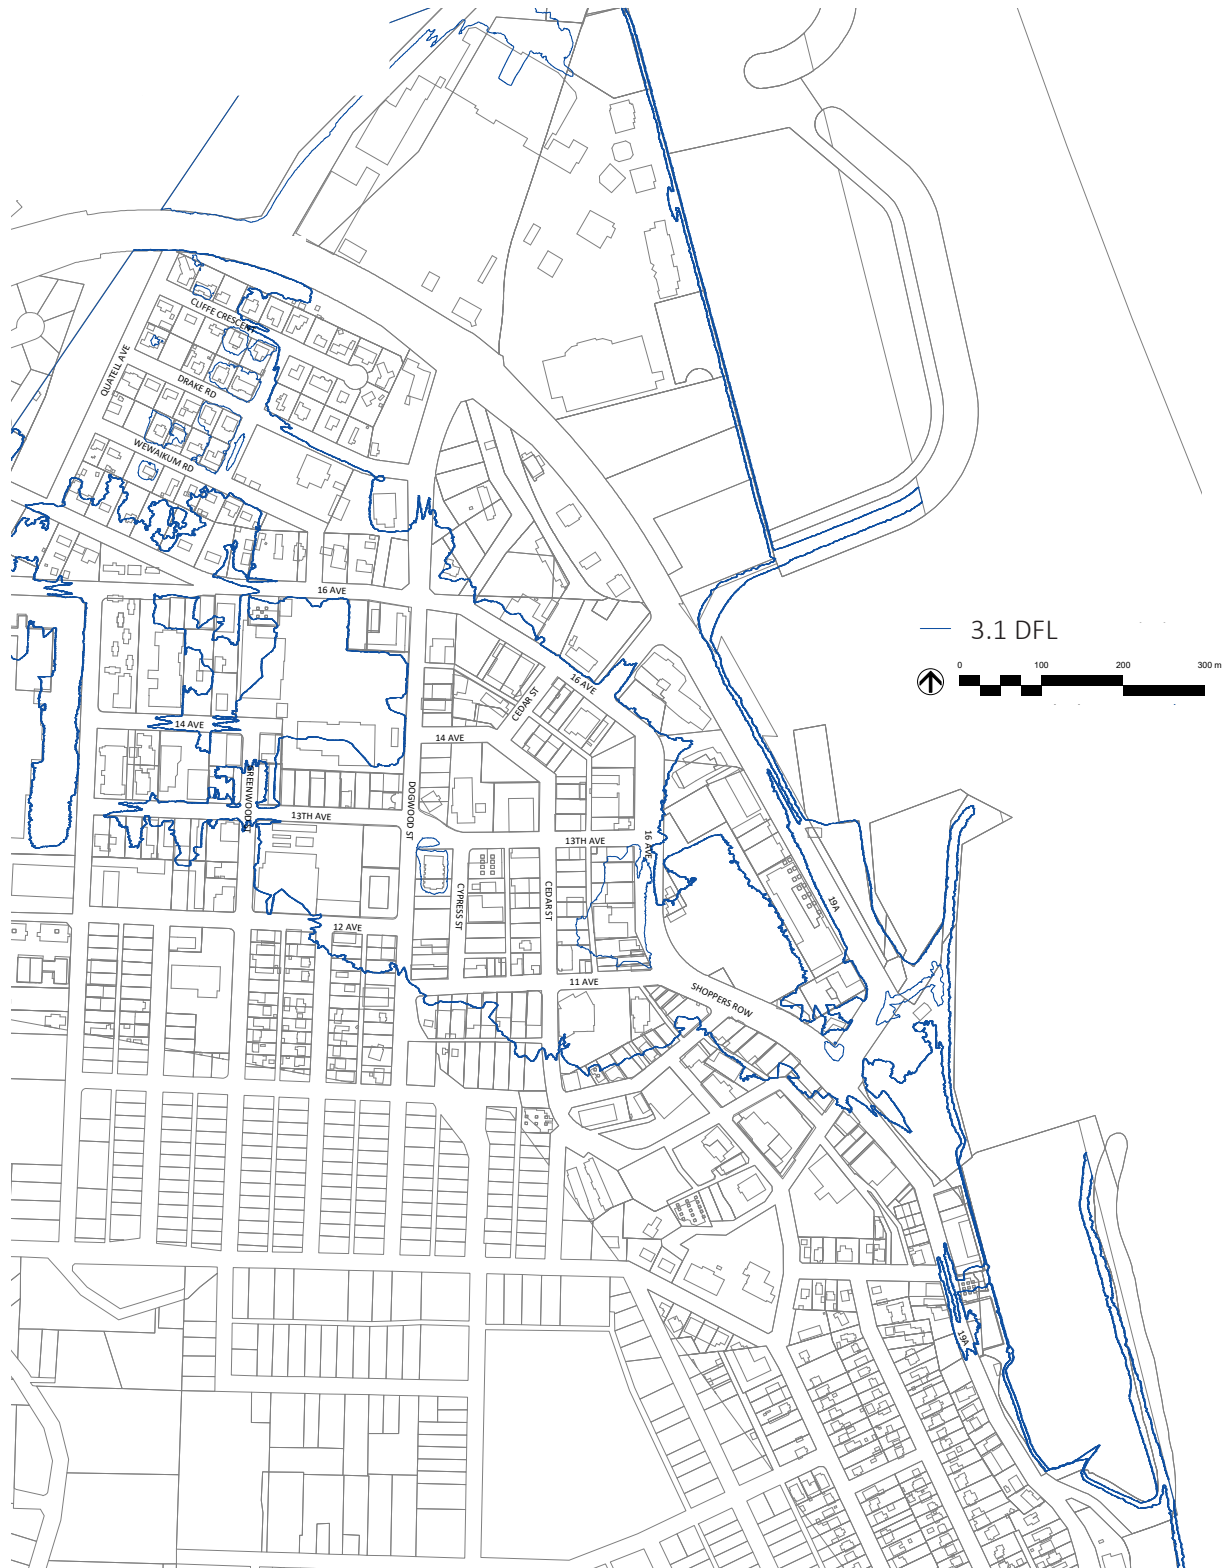 CLIFFE CRESCENT
QUATELL AVE
DRAKE RD
WEWAIKUM RD
16 AVE
3.1 DFL
0 100 200 300 m
16 AVE
CEDAR ST
14 AVE
14 AVE
GREENWOOD ST
DOGWOOD ST
13TH AVE
13TH AVE
16 AVE
CYPRESS ST
CEDAR ST
19A
12 AVE
11 AVE
SHOPPERS ROW
19A